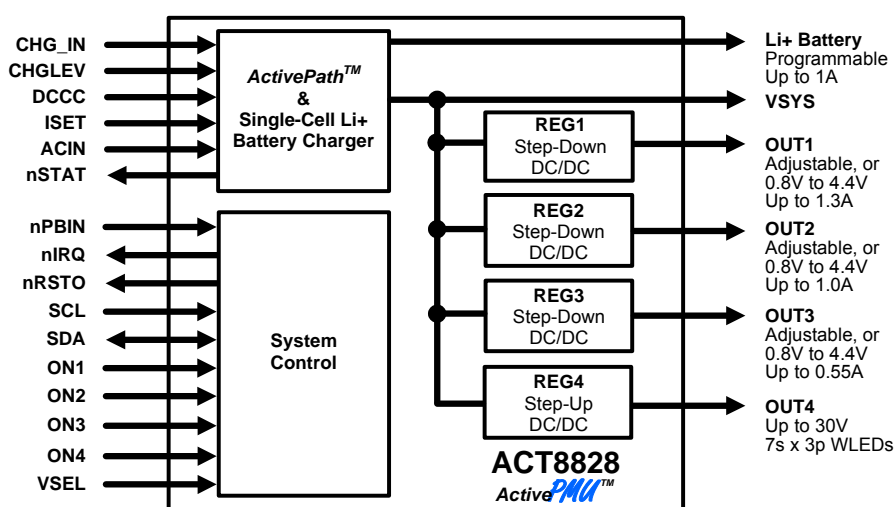 CHG_IN
CHGLEV
DCCC
ISET
ACIN
nSTAT
nPBIN
nIRQ
nRSTO
SCL
SDA
ON1
ON2
ON3
ON4
VSEL
ActivePath™
&
Single-Cell Li+
Battery Charger
System
Control
REG1
Step-Down
DC/DC
REG2
Step-Down
DC/DC
REG3
Step-Down
DC/DC
REG4
Step-Up
DC/DC
ACT8828
ActivePMU™
Li+ Battery
Programmable
Up to 1A
VSYS
OUT1
Adjustable, or
0.8V to 4.4V
Up to 1.3A
OUT2
Adjustable, or
0.8V to 4.4V
Up to 1.0A
OUT3
Adjustable, or
0.8V to 4.4V
Up to 0.55A
OUT4
Up to 30V
7s x 3p WLEDs